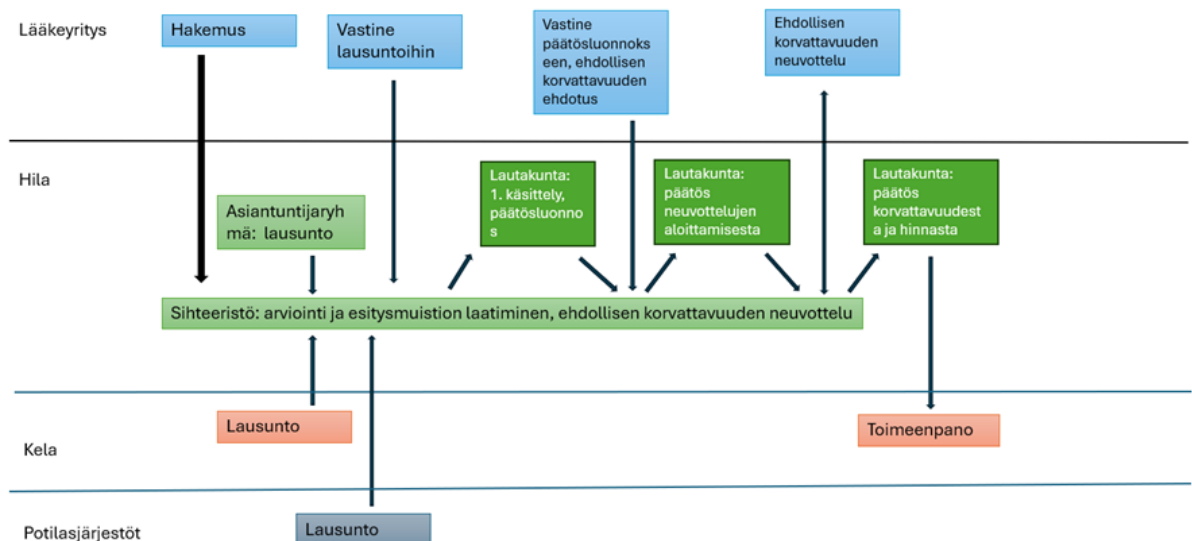 Lääkeyritys
Hakemus
Vastine
lausuntoihin
Vastine
päätösluonnoks
een, ehdollisen
korvattavuuden
ehdotus
Ehdollisen
korvattavuuden
neuvottelu
Hila
Asiantuntijaryh
mä: lausunto
Lautakunta:
1. käsittely,
päätösluonno
s
Lautakunta:
päätös
neuvottelujen
aloittamisesta
Lautakunta:
päätös
korvattavuudest
a ja hinnasta
Sihteeristö: arviointi ja esitysmuistion laatiminen, ehdollisen korvattavuuden neuvottelu
Kela
Lausunto
Toimeenpano
Potilasjärjestöt
Lausunto